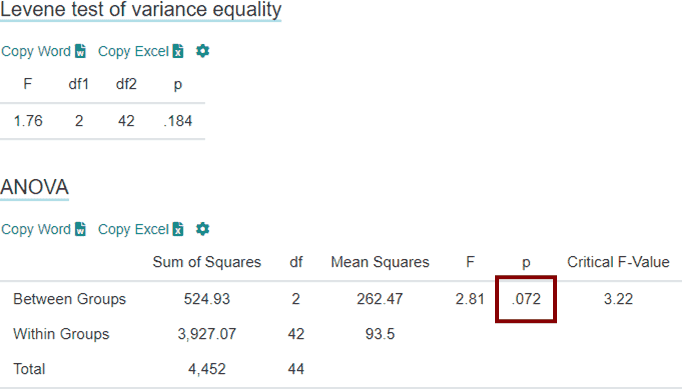 Levene test of variance equality
Copy Word Copy Excel
F df1 df2 p
1.76 2 42 .184
ANOVA
Copy Word Copy Excel
Sum of Squares df Mean Squares F p Critical F-Value
Between Groups 524.93 2 262.47 2.81 .072 3.22
Within Groups 3,927.07 42 93.5
Total 4,452 44